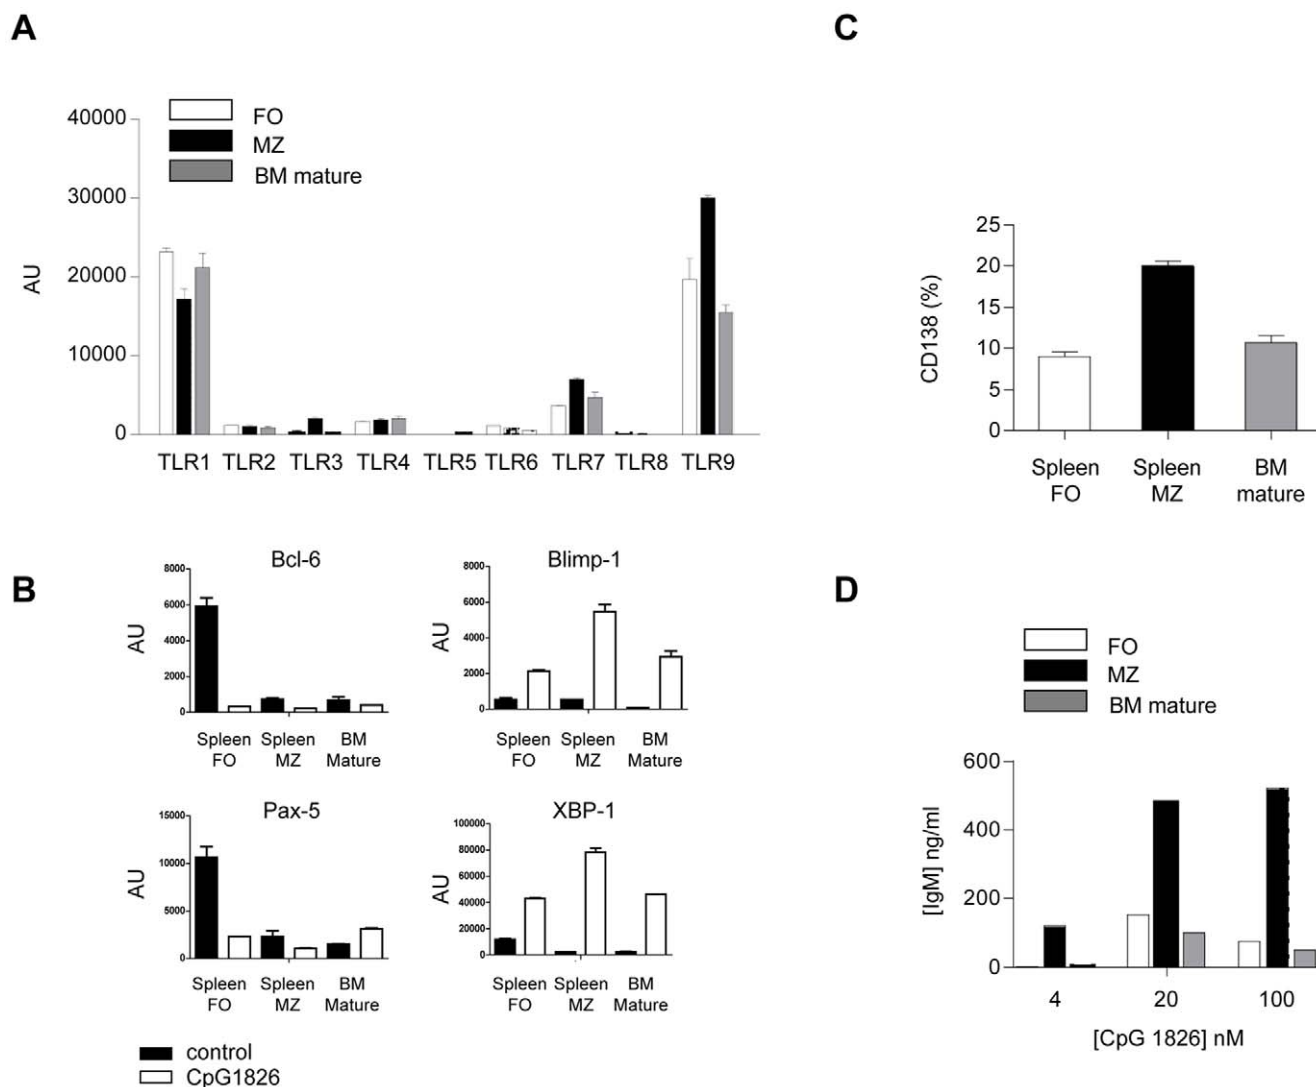 A
40000
30000
20000
10000
0
AU
FO
MZ
BM mature
TLR1 TLR2 TLR3 TLR4 TLR5 TLR6 TLR7 TLR8 TLR9
C
25
20
15
10
5
0
CD138 (%)
Spleen Spleen BM
FO MZ mature
B
Bcl-6
8000
6000
4000
2000
0
AU
Spleen Spleen BM
FO MZ Mature
Blimp-1
8000
6000
4000
2000
0
AU
Spleen Spleen BM
FO MZ Mature
Pax-5
15000
10000
5000
0
AU
Spleen Spleen BM
FO MZ Mature
XBP-1
100000
80000
60000
40000
20000
0
AU
Spleen Spleen BM
FO MZ Mature
control
CpG1826
D
FO
MZ
BM mature
600
400
200
0
[IgM] ng/ml
4 20 100
[CpG 1826] nM